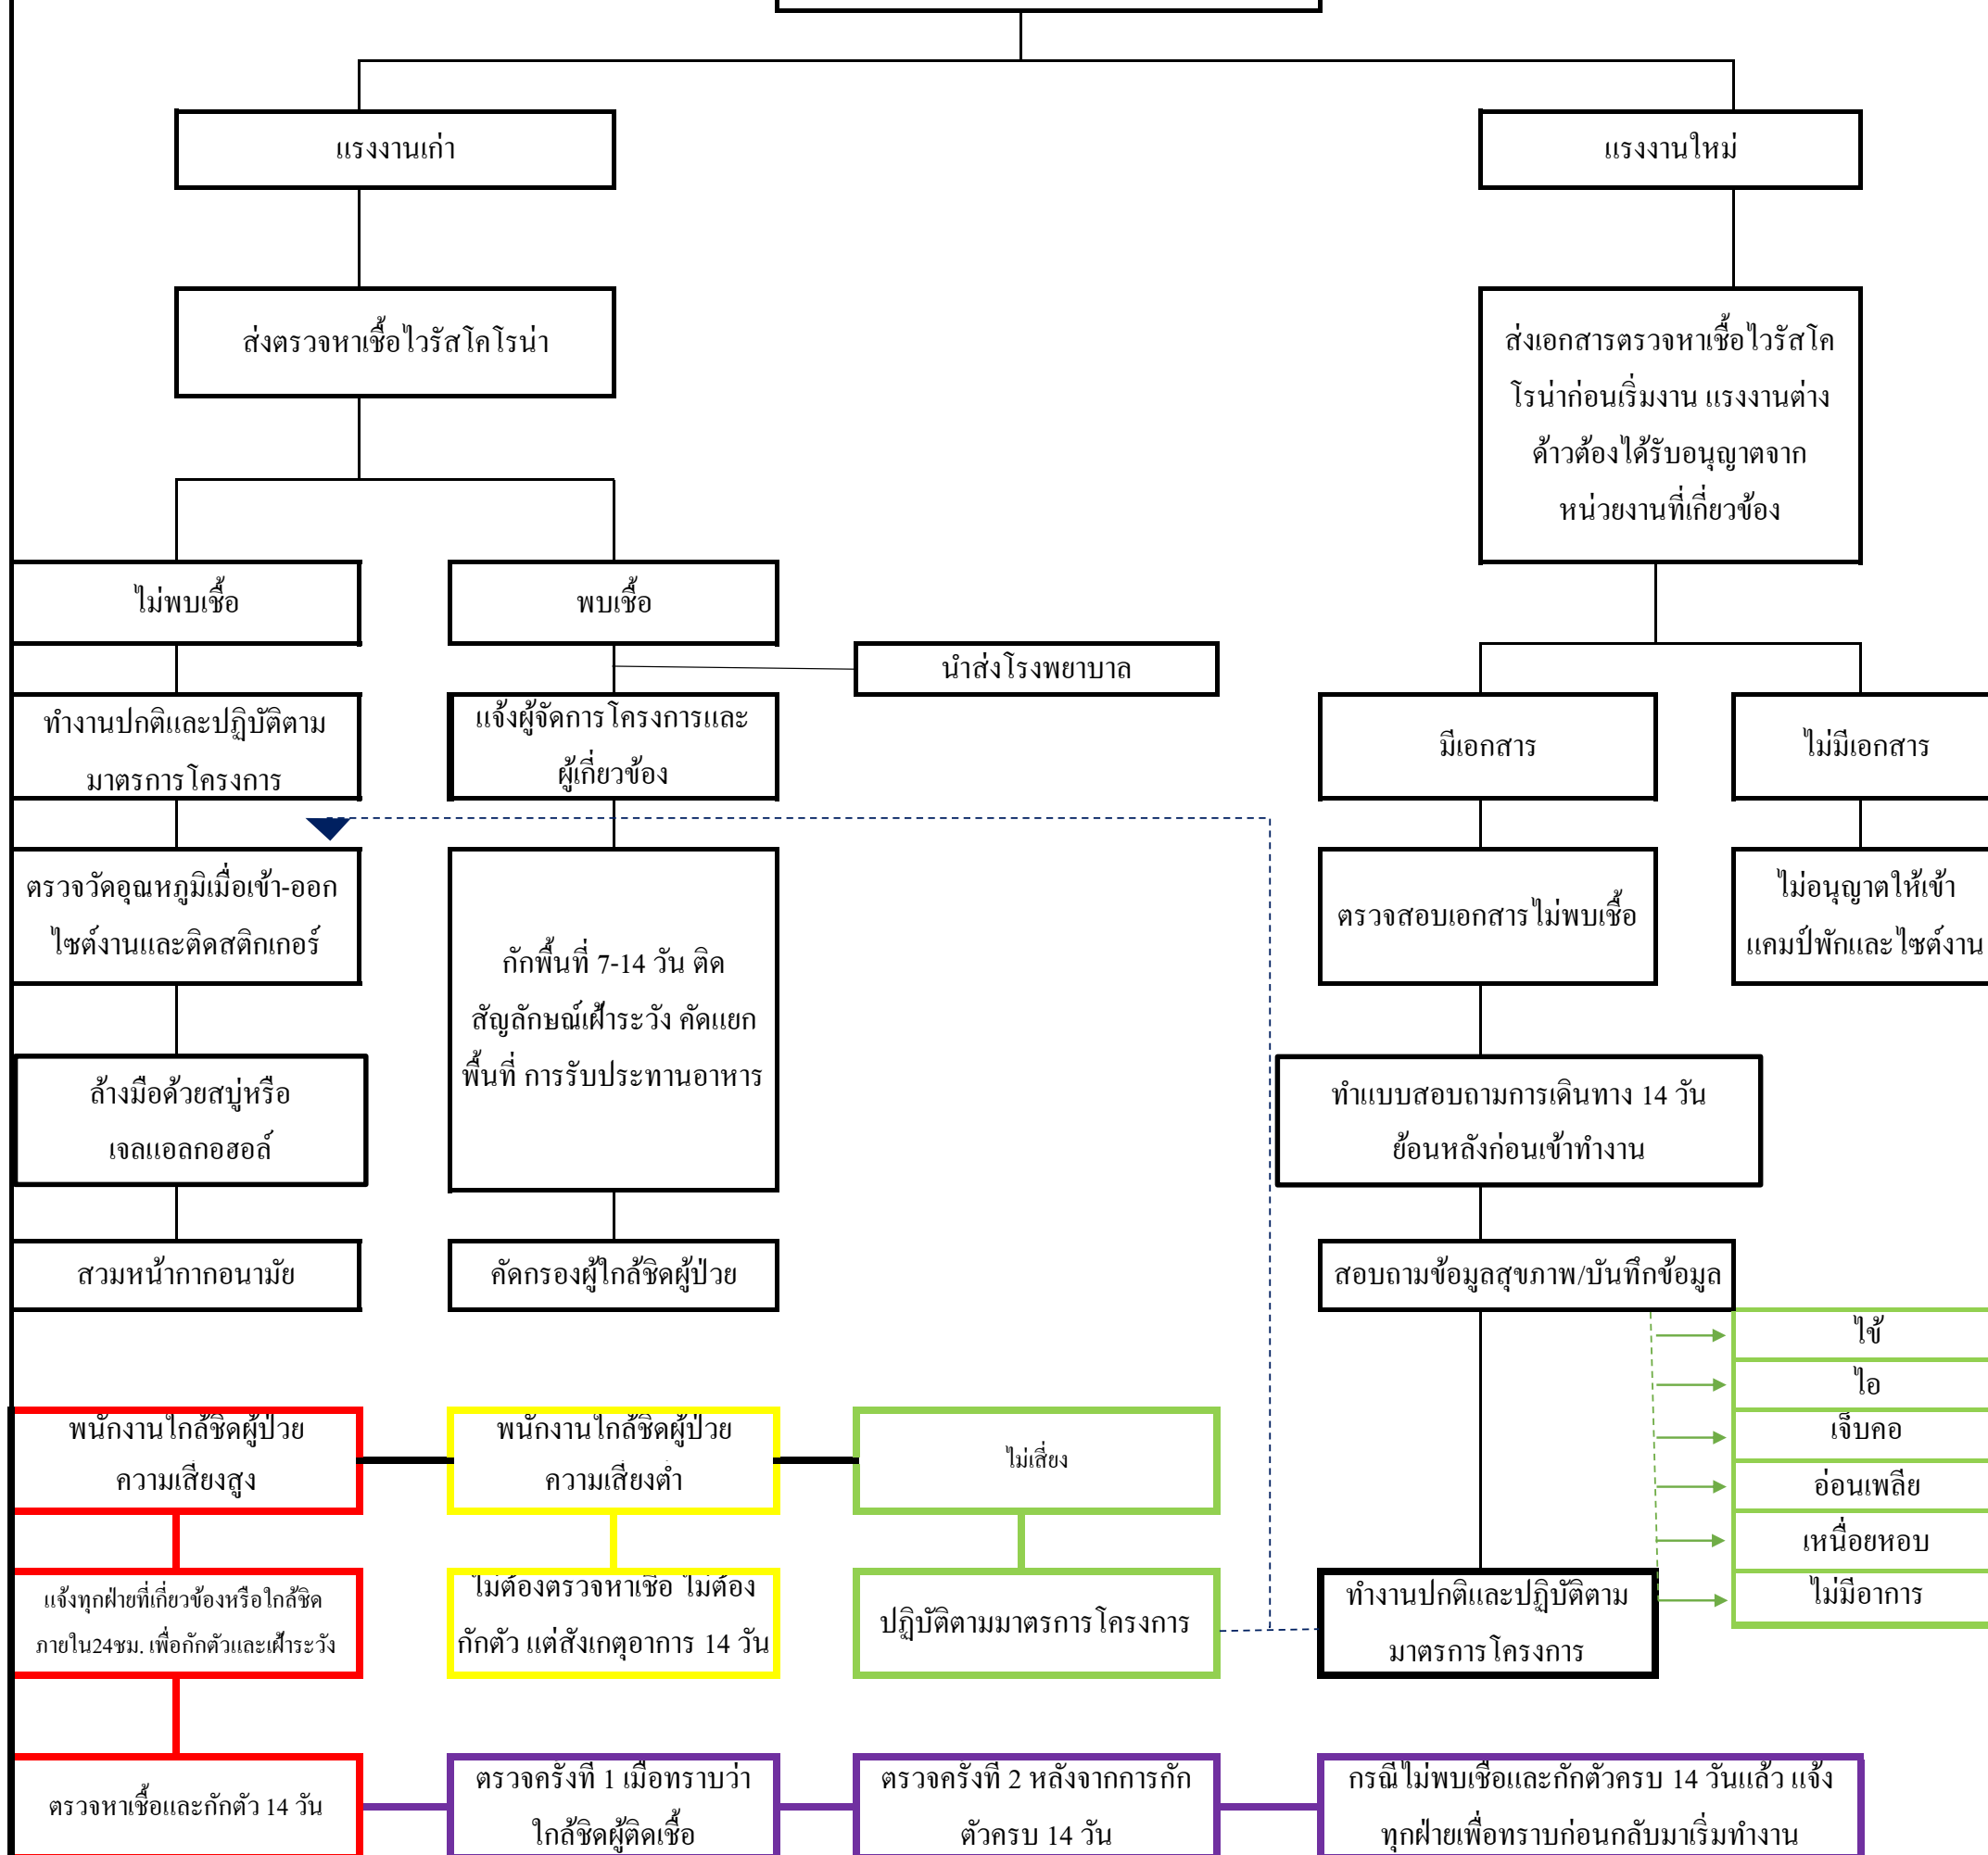 แรงงานเก่า
แรงงานใหม่
ส่งตรวจหาเชื้อไวรัสโคโรน่า
ส่งเอกสารตรวจหาเชื้อไวรัสโค
โรน่าก่อนเริ่มงาน แรงงานต่าง
ด้าวต้องได้รับอนุญาตจาก
หน่วยงานที่เกี่ยวข้อง
ไม่พบเชื้อ
พบเชื้อ
นำส่งโรงพยาบาล
ทำงานปกติและปฏิบัติตาม
มาตรการโครงการ
แจ้งผู้จัดการโครงการและ
ผู้เกี่ยวข้อง
มีเอกสาร
ไม่มีเอกสาร
ตรวจวัดอุณหภูมิเมื่อเข้า-ออก
ไซต์งานและติดสติกเกอร์
กักพื้นที่ 7-14 วัน ติด
สัญลักษณ์เฝ้าระวัง คัดแยก
พื้นที่ การรับประทานอาหาร
ตรวจสอบเอกสารไม่พบเชื้อ
ไม่อนุญาตให้เข้า
แคมป์พักและไซต์งาน
ล้างมือด้วยสบู่หรือ
เจลแอลกอฮอล์
ทำแบบสอบถามการเดินทาง 14 วัน
ย้อนหลังก่อนเข้าทำงาน
สวมหน้ากากอนามัย
คัดกรองผู้ใกล้ชิดผู้ป่วย
สอบถามข้อมูลสุขภาพ/บันทึกข้อมูล
ไข้
ไอ
เจ็บคอ
อ่อนเพลีย
เหนื่อยหอบ
ไม่มีอาการ
พนักงานใกล้ชิดผู้ป่วย
ความเสี่ยงสูง
พนักงานใกล้ชิดผู้ป่วย
ความเสี่ยงต่ำ
ไม่เสี่ยง
แจ้งทุกฝ่ายที่เกี่ยวข้องหรือใกล้ชิด
ภายใน24ชม. เพื่อกักตัวและเฝ้าระวัง
ไม่ต้องตรวจหาเชื้อ ไม่ต้อง
กักตัว แต่สังเกตุอาการ 14 วัน
ปฏิบัติตามมาตรการโครงการ
ทำงานปกติและปฏิบัติตาม
มาตรการโครงการ
ตรวจหาเชื้อและกักตัว 14 วัน
ตรวจครั้งที่ 1 เมื่อทราบว่า
ใกล้ชิดผู้ติดเชื้อ
ตรวจครั้งที่ 2 หลังจากการกัก
ตัวครบ 14 วัน
กรณีไม่พบเชื้อและกักตัวครบ 14 วันแล้ว แจ้ง
ทุกฝ่ายเพื่อทราบก่อนกลับมาเริ่มทำงาน